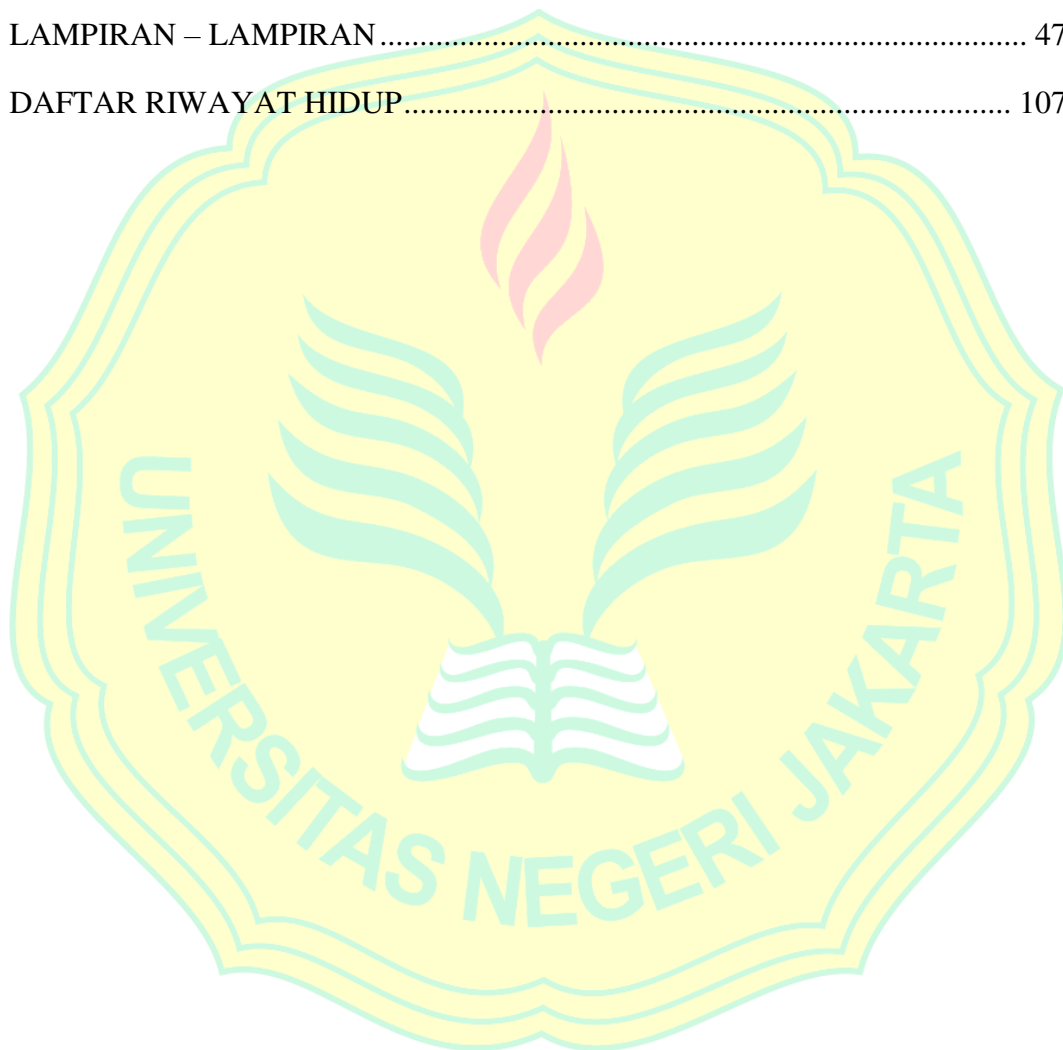 LAMPIRAN – LAMPIRAN................................................................................ 47
DAFTAR RIWAYAT HIDUP........................................................................... 107
UNIVERSITAS NEGERI JAKARTA